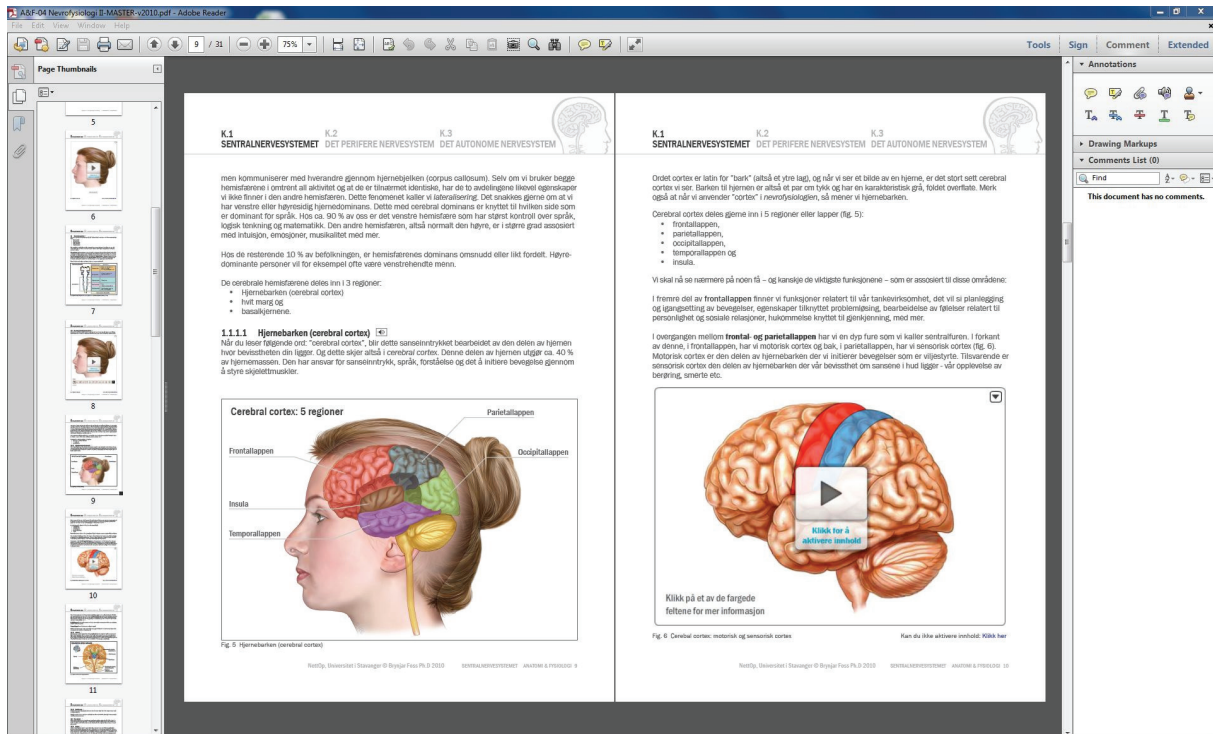 A&F-04 Nevrofysiologi II-MASTER-v2010.pdf - Adobe Reader
File Edit View Window Help
9 / 31
75%
Tools
Sign
Comment
Extended
Page Thumbnails
5
6
7
8
9
10
11
K.1 K.2 K.3
SENTRALNERVESYSTEMET DET PERIFERE NERVESYSTEM DET AUTONOME NERVESYSTEM
men kommuniserer med hverandre gjennom hjernebjelken (corpus callosum). Selv om vi bruker begge
hemisfærene i omtrent all aktivitet og at de er tilnærmet identiske, har de to avdelingene likevel egenskaper
vi ikke finner i den andre hemisfæren. Dette fenomenet kaller vi lateralisering. Det snakkes gjerne om at vi
har venstre eller høyresidig hjernedominans. Dette med cerebral dominans er knyttet til hvilken side som
er dominant for språk. Hos ca. 90 % av oss er det venstre hemisfære som har størst kontroll over språk,
logisk tenkning og matematikk. Den andre hemisfæren, altså normalt den høyre, er i større grad assosiert
med intuisjon, emosjoner, musikalitet med mer.
Hos de resterende 10 % av befolkningen, er hemisfærenes dominans omsnudd eller likt fordelt. Høyre-
dominante personer vil for eksempel ofte være venstrehendte menn.
De cerebrale hemisfærene deles inn i 3 regioner:
• Hjernebarken (cerebral cortex)
• hvit marg og
• basalkjernene.
1.1.1.1 Hjernebarken (cerebral cortex)
Når du leser følgende ord: "cerebral cortex", blir dette sanseinntrykket bearbeidet av den delen av hjernen
hvor bevisstheten din ligger. Og dette skjer altså i cerebral cortex. Denne delen av hjernen utgjør ca. 40 %
av hjernemassen. Den har ansvar for sanseinntrykk, språk, forståelse og det å initiere bevegelse gjennom
å styre skjelettmuskler.
Cerebral cortex: 5 regioner
Parietallappen
Frontallappen
Occipitallappen
Insula
Temporallappen
Fig. 5 Hjernebarken (cerebral cortex)
NettOp, Universitet i Stavanger © Brynjar Foss Ph.D 2010 SENTRALNERVESYSTEMET ANATOMI & FYSIOLOGI 9
K.1 K.2 K.3
SENTRALNERVESYSTEMET DET PERIFERE NERVESYSTEM DET AUTONOME NERVESYSTEM
Ordet cortex er latin for "bark" (altså et ytre lag), og når vi ser et bilde av en hjerne, er det stort sett cerebral
cortex vi ser. Barken til hjernen er altså et par cm tykk og har en karakteristisk grå, foldet overflate. Merk
også at når vi anvender "cortex" i nevrofysiologien, så mener vi hjernebarken.
Cerebral cortex deles gjerne inn i 5 regioner eller lapper (fig. 5):
• frontallappen,
• parietallappen,
• occipitallappen,
• temporallappen og
• insula.
Vi skal nå se nærmere på noen få – og kanskje de viktigste funksjonene – som er assosiert til disse områdene:
I fremre del av frontallappen finner vi funksjoner relatert til vår tankevirksomhet, det vil si planlegging
og igangsetting av bevegelser, egenskaper tilknyttet problemløsing, bearbeidelse av følelser relatert til
personlighet og sosiale relasjoner, hukommelse knyttet til gjenkjenning, med mer.
I overgangen mellom frontal- og parietallappen har vi en dyp fure som vi kaller sentralfuren. I forkant
av denne, i frontallappen, har vi motorisk cortex og bak, i parietallappen, har vi sensorisk cortex (fig. 6).
Motorisk cortex er den delen av hjernebarken der vi initierer bevegelser som er viljestyrte. Tilsvarende er
sensorisk cortex den delen av hjernebarken der vår bevissthet om sansene i hud ligger - vår opplevelse av
berøring, smerte etc.
Klikk for å
aktivere innhold
Klikk på et av de fargede
feltene for mer informasjon
Fig. 6 Cerebal cortex: motorisk og sensorisk cortex Kan du ikke aktivere innhold: Klikk her
NettOp, Universitet i Stavanger © Brynjar Foss Ph.D 2010 SENTRALNERVESYSTEMET ANATOMI & FYSIOLOGI 10
Annotations
Drawing Markups
Comments List (0)
Find
This document has no comments.